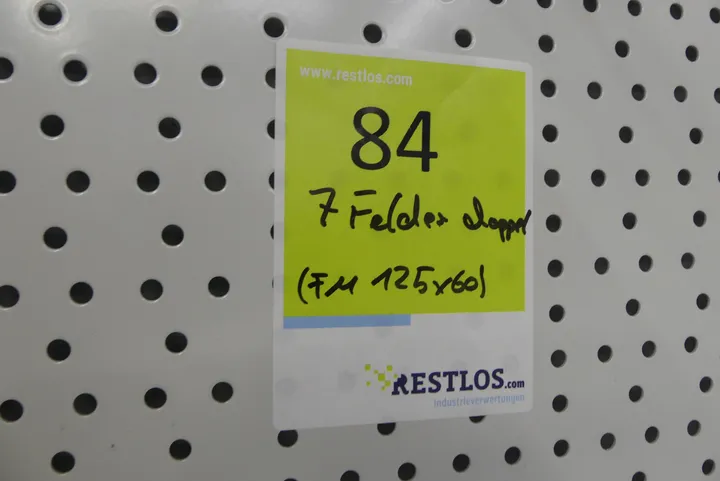 www.restlos.com
84
7 Felder doppel
(FM 125x60)
RESTLOS.com
Industrieverwertungen